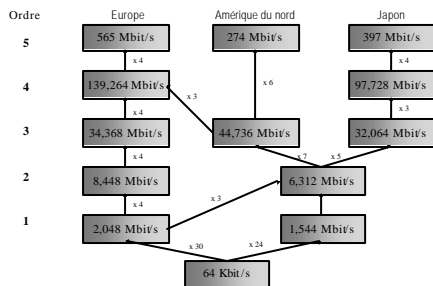 Ordre Europe Amérique du nord Japon
5 565 Mbit/s 274 Mbit/s 397 Mbit/s
x 4 x 6 x 4
4 139,264 Mbit/s 97,728 Mbit/s
x 3
x 4 x 3
3 34,368 Mbit/s 44,736 Mbit/s 32,064 Mbit/s
x 4 x 7 x 5
2 8,448 Mbit/s 6,312 Mbit/s
x 4 x 3
1 2,048 Mbit/s 1,544 Mbit/s
x 30 x 24
64 Kbit/s